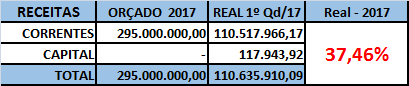 RECEITAS ORÇADO 2017 REAL 1º Qd/17 Real - 2017
CORRENTES 295.000.000,00 110.517.966,17
CAPITAL - 117.943,92
37,46%
TOTAL 295.000.000,00 110.635.910,09